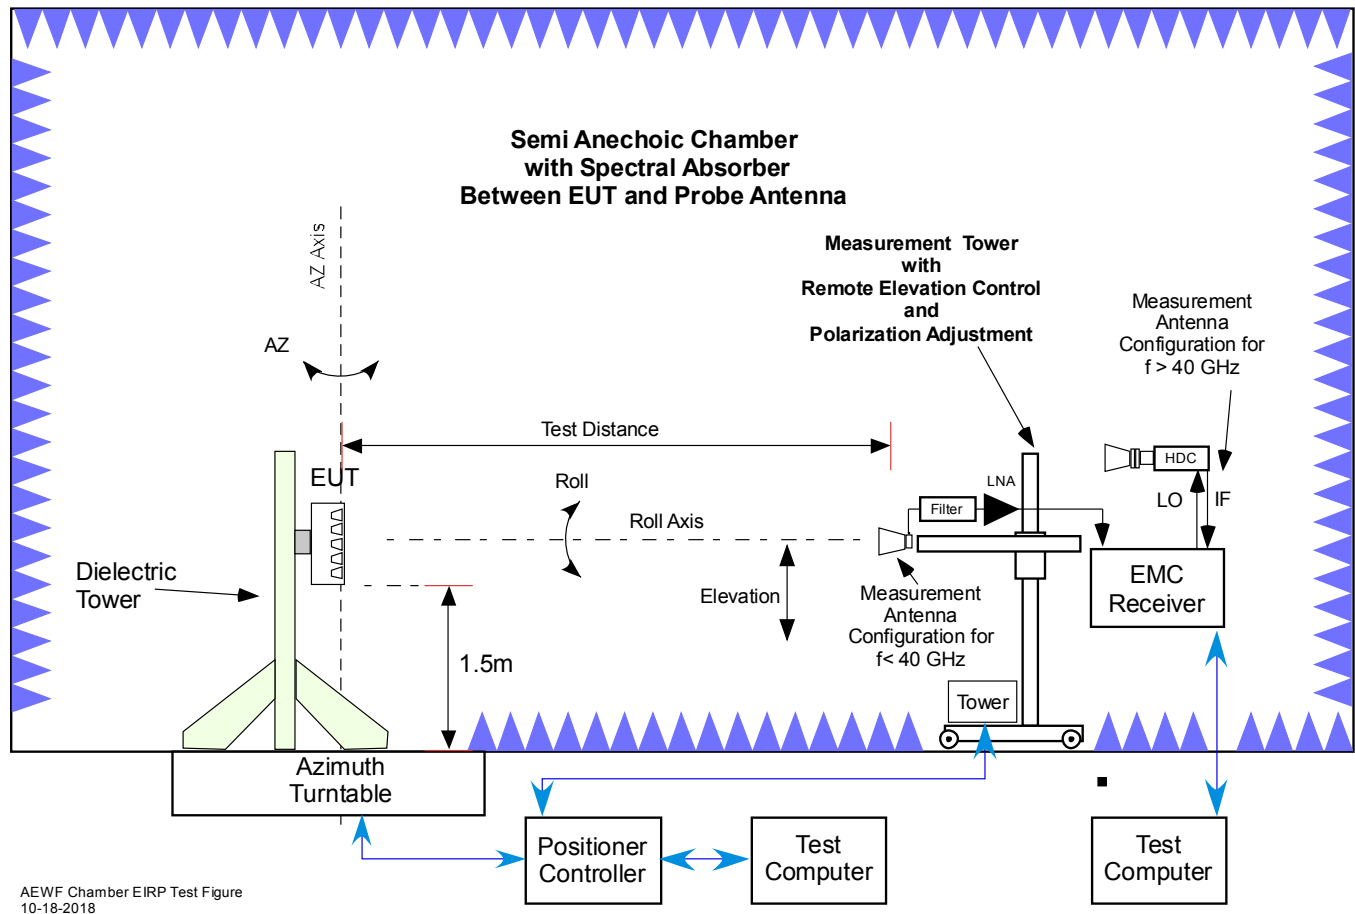 Semi Anechoic Chamber
with Spectral Absorber
Between EUT and Probe Antenna
AZ Axis
Measurement  Tower
with
Remote Elevation Control
and
Polarization Adjustment
Measurement
Antenna
Configuration for
f > 40 GHz
AZ
Test Distance
EUT
Roll
Roll Axis
LNA
Filter
HDC
LO
IF
Dielectric
Tower
Elevation
Measurement
Antenna
Configuration for
f< 40 GHz
EMC
Receiver
1.5m
Tower
Azimuth
Turntable
Positioner
Controller
Test
Computer
Test
Computer
AEWF Chamber EIRP Test Figure
10-18-2018